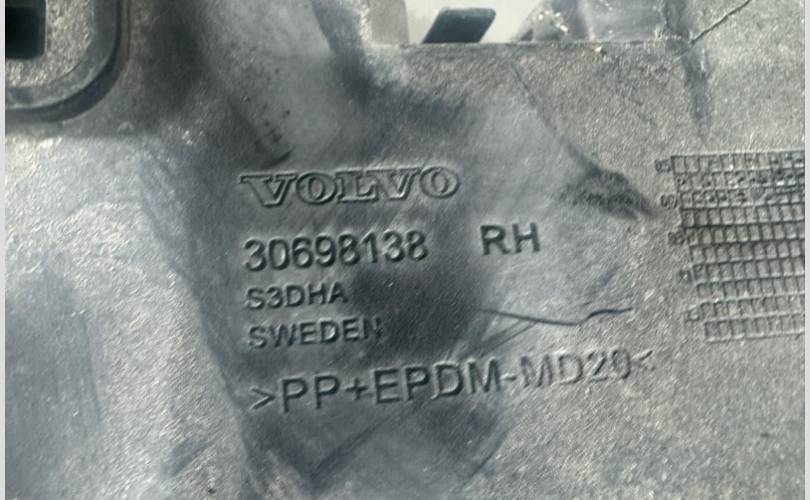 VOLVO
30698138 RH
S3DHA
SWEDEN
>PP+EPDM-MD20<